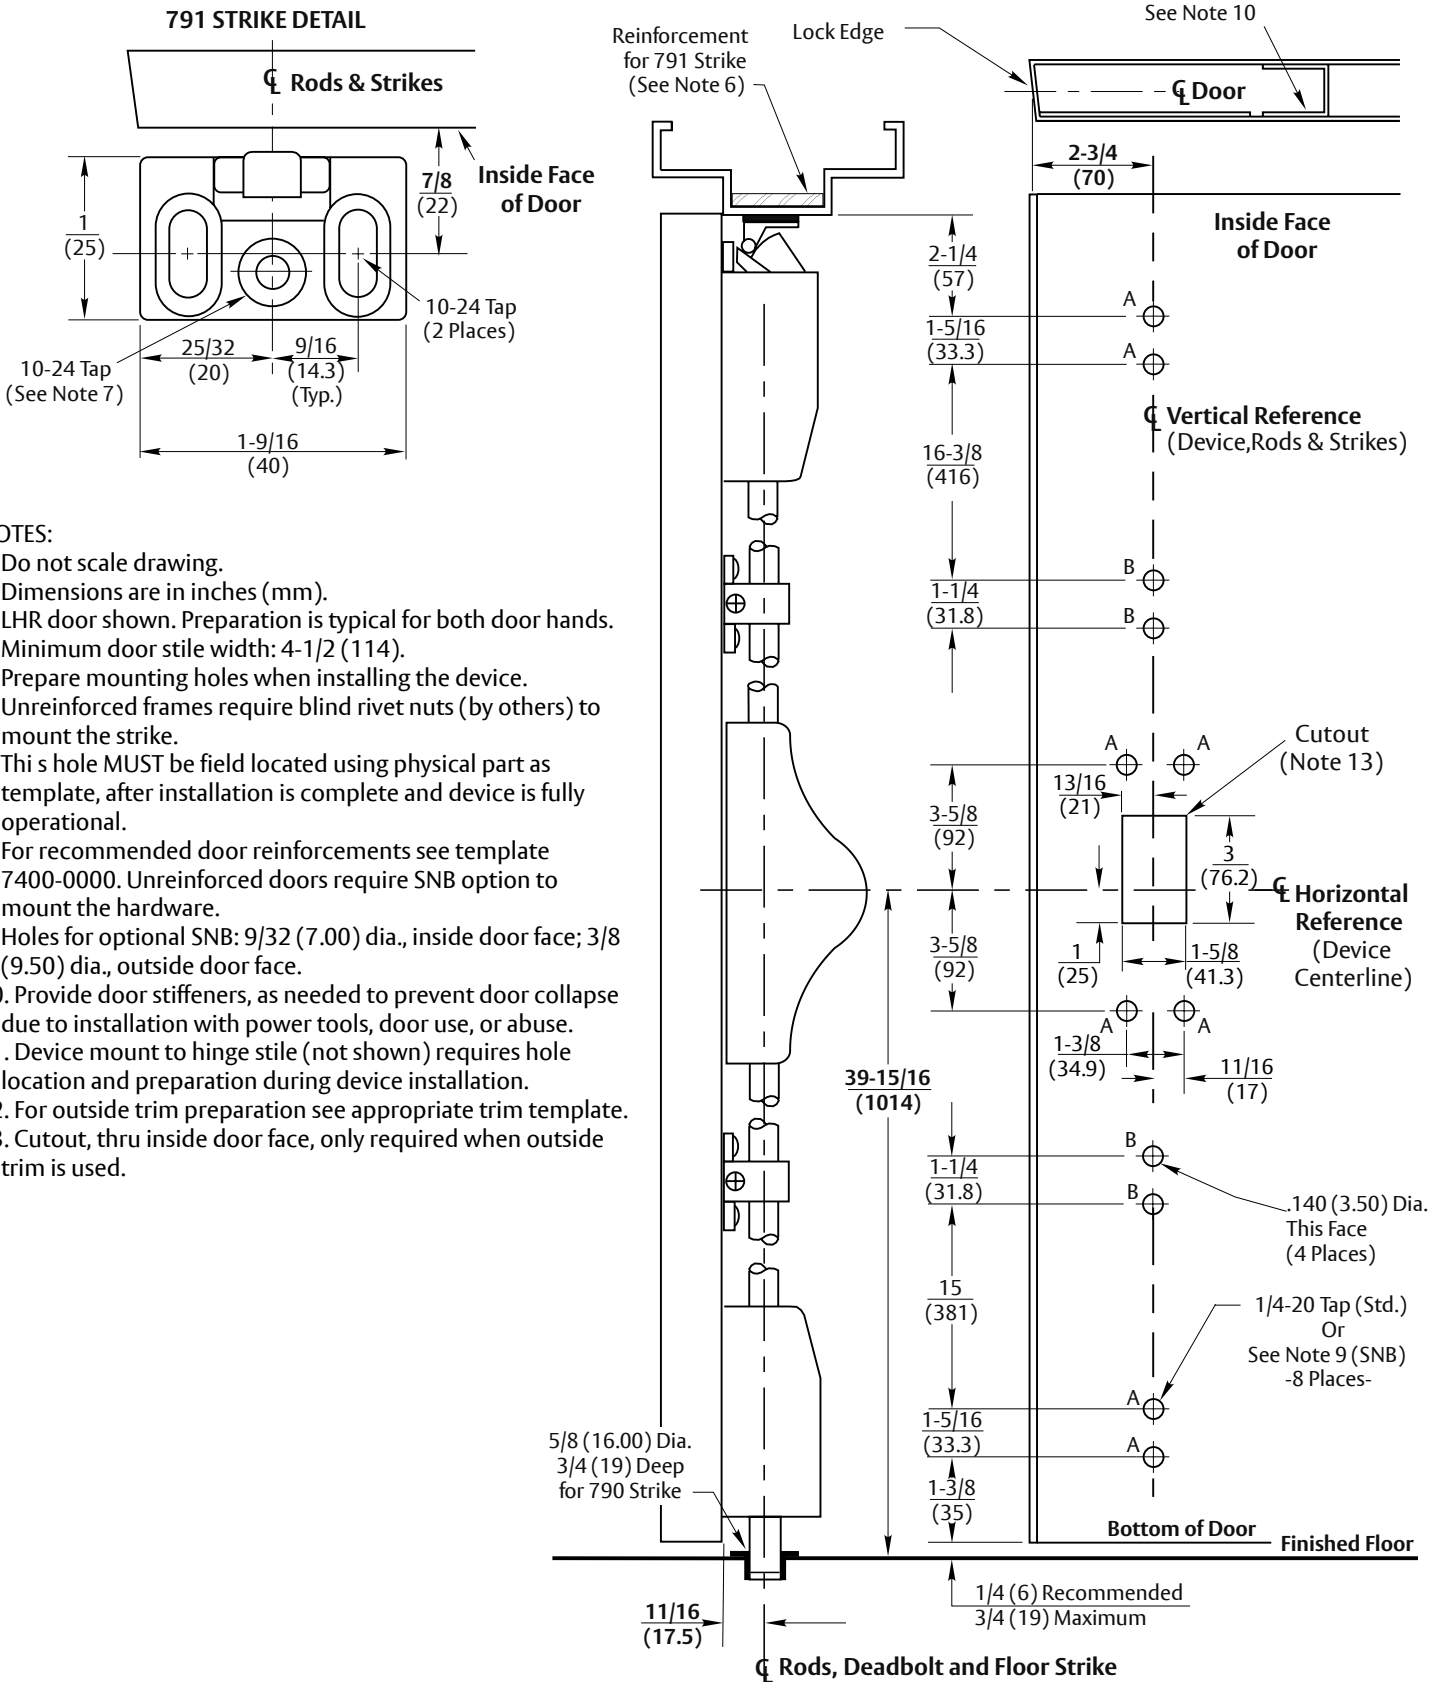 791 STRIKE DETAIL
℄ Rods & Strikes
Inside Face
of Door
7/8
(22)
1
(25)
10-24 Tap
(2 Places)
25/32
(20)
9/16
(14.3)
(Typ.)
10-24 Tap
(See Note 7)
1-9/16
(40)
OTES:
Do not scale drawing.
Dimensions are in inches (mm).
LHR door shown. Preparation is typical for both door hands.
Minimum door stile width: 4-1/2 (114).
Prepare mounting holes when installing the device.
Unreinforced frames require blind rivet nuts (by others) to
mount the strike.
Thi s hole MUST be field located using physical part as
template, after installation is complete and device is fully
operational.
For recommended door reinforcements see template
7400-0000. Unreinforced doors require SNB option to
mount the hardware.
Holes for optional SNB: 9/32 (7.00) dia., inside door face; 3/8
(9.50) dia., outside door face.
. Provide door stiffeners, as needed to prevent door collapse
due to installation with power tools, door use, or abuse.
. Device mount to hinge stile (not shown) requires hole
location and preparation during device installation.
. For outside trim preparation see appropriate trim template.
. Cutout, thru inside door face, only required when outside
trim is used.
Reinforcement
for 791 Strike
(See Note 6)
Lock Edge
See Note 10
℄ Door
2-3/4
(70)
Inside Face
of Door
2-1/4
(57)
A
1-5/16
(33.3)
A
℄ Vertical Reference
(Device,Rods & Strikes)
16-3/8
(416)
B
1-1/4
(31.8)
B
A
A
Cutout
(Note 13)
13/16
(21)
3-5/8
(92)
3
(76.2)
℄ Horizontal
Reference
(Device
Centerline)
3-5/8
(92)
1
(25)
1-5/8
(41.3)
A
A
1-3/8
(34.9)
11/16
(17)
39-15/16
(1014)
B
1-1/4
(31.8)
B
.140 (3.50) Dia.
This Face
(4 Places)
15
(381)
1/4-20 Tap (Std.)
Or
See Note 9 (SNB)
-8 Places-
A
1-5/16
(33.3)
A
5/8 (16.00) Dia.
3/4 (19) Deep
for 790 Strike
1-3/8
(35)
Bottom of Door
Finished Floor
1/4 (6) Recommended
3/4 (19) Maximum
11/16
(17.5)
℄ Rods, Deadbolt and Floor Strike